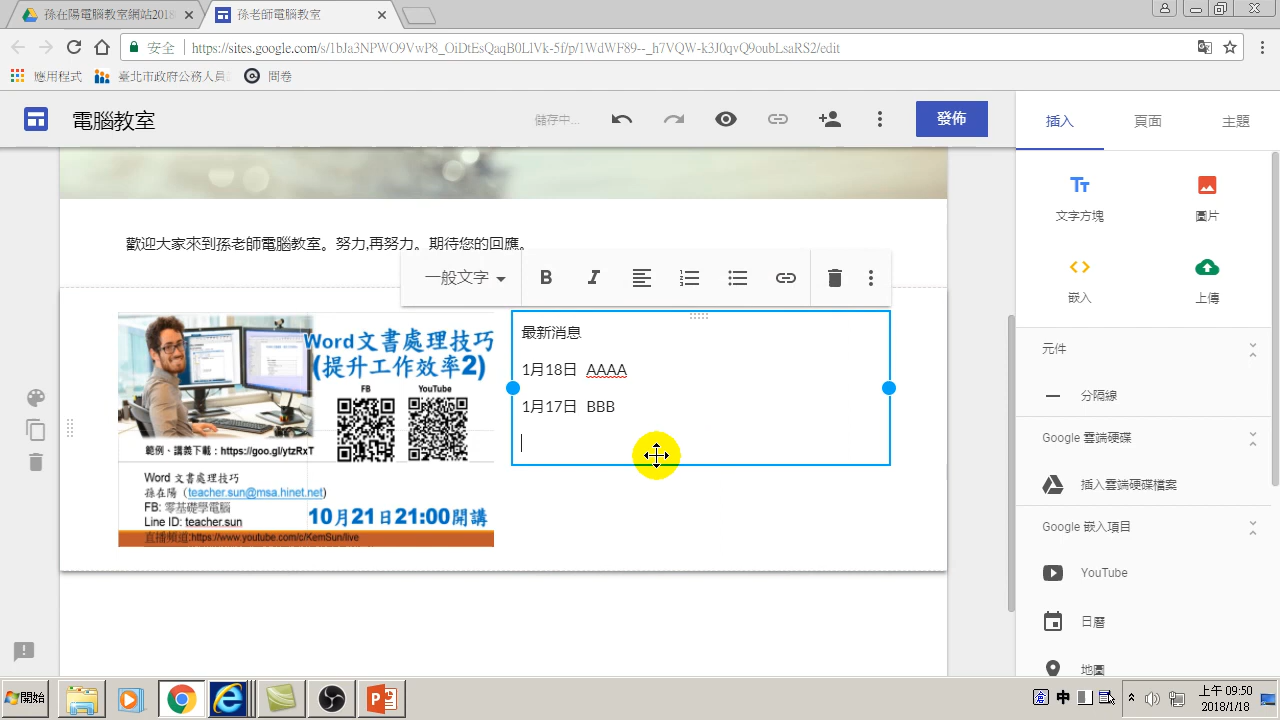 孫在陽電腦教室網站2018
孫老師電腦教室
安全
https://sites.google.com/s/1bJa3NPWO9VwP8_OiDtEsQaqB0LlVk-5f/p/1WdWF89--_h7VQW-k3J0qvQ9oubLsaRS2/edit
應用程式
臺北市政府公務人員
問卷
電腦教室
儲存中...
發佈
插入
頁面
主題
文字方塊
圖片
嵌入
上傳
元件
分隔線
Google 雲端硬碟
插入雲端硬碟檔案
Google 嵌入項目
YouTube
日曆
地圖
歡迎大家來到孫老師電腦教室。努力,再努力。期待您的回應。
一般文字
B
I
Word文書處理技巧
(提升工作效率2)
FB
YouTube
範例、講義下載：https://goo.gl/ytzRxT
Word 文書處理技巧
孫在陽（teacher.sun@msa.hinet.net)
FB: 零基礎學電腦
Line ID: teacher.sun
10月21日21:00開講
直播頻道:https://www.youtube.com/c/KemSun/live
最新消息
1月18日 AAAA
1月17日 BBB
開始
中
上午 09:50
2018/1/18